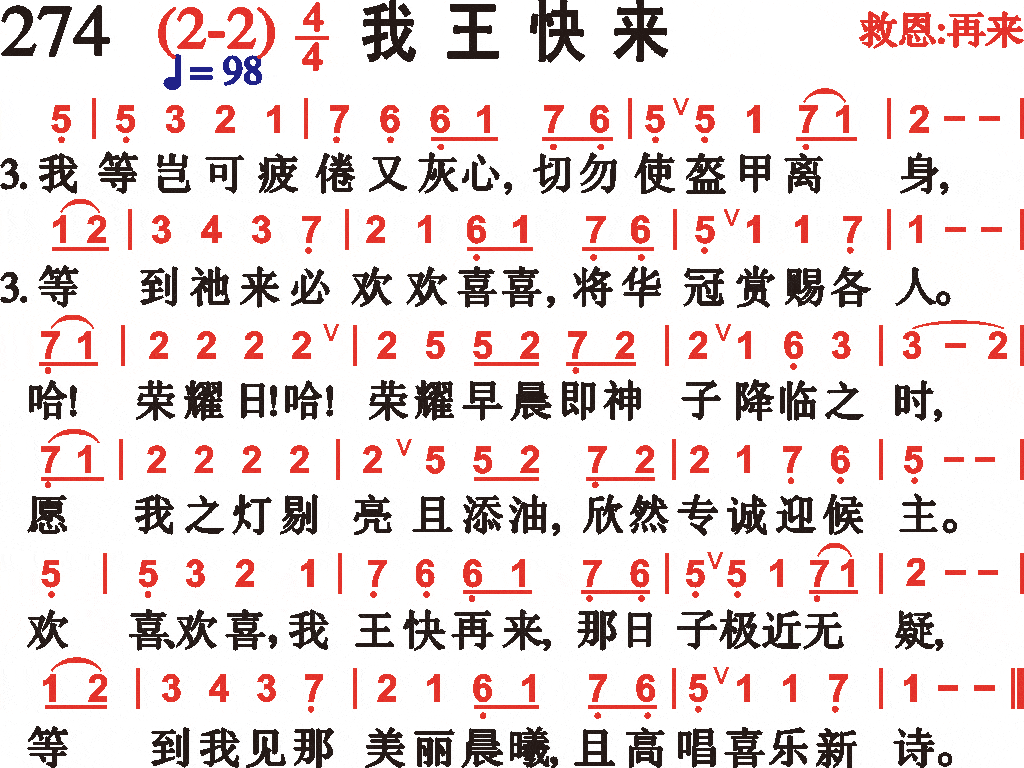 274 (2-2) 4/4 我王快来 救恩:再来
♩= 98
5 | 5 3 2 1 | 7 6 6 1 7 6 | 5 V 5 1 7 1 | 2 - - |
3. 我等岂可疲倦又灰心, 切勿使盔甲离身,
1 2 | 3 4 3 7 | 2 1 6 1 7 6 | 5 V 1 1 7 | 1 - - |
3. 等到祂来必欢欢喜喜, 将华冠赏赐各人。
7 1 | 2 2 2 2 V | 2 5 5 2 7 2 | 2 V 1 6 3 | 3 - 2 |
哈! 荣耀日!哈! 荣耀早晨即神子降临之时,
7 1 | 2 2 2 2 | 2 V 5 5 2 7 2 | 2 1 7 6 | 5 - - |
愿我之灯剔亮且添油, 欣然专诚迎候主。
5 | 5 3 2 1 | 7 6 6 1 7 6 | 5 V 5 1 7 1 | 2 - - |
欢喜、欢喜, 我王快再来, 那日子极近无疑,
1 2 | 3 4 3 7 | 2 1 6 1 7 6 | 5 V 1 1 7 | 1 - - ‖
等到我见那美丽晨曦, 且高唱喜乐新诗。